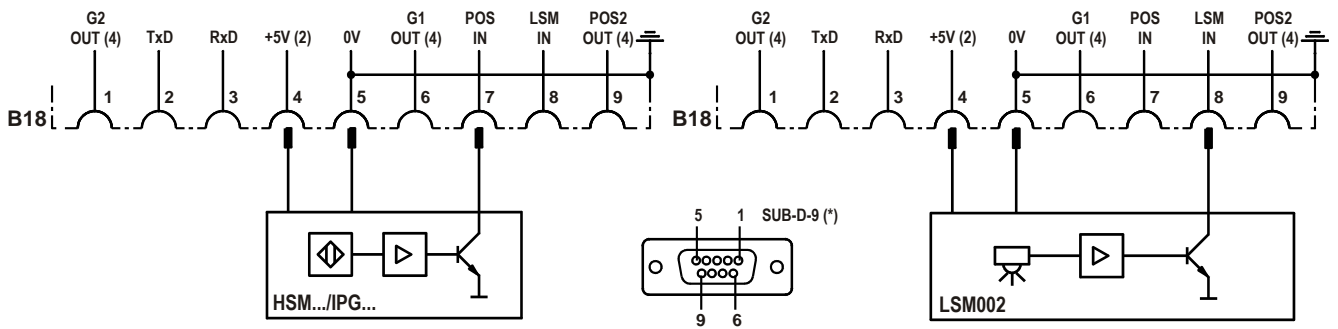 G2 OUT (4) TxD RxD +5V (2) 0V G1 OUT (4) POS IN LSM IN POS2 OUT (4)
1 2 3 4 5 6 7 8 9
B18
HSM.../IPG...
5 1 SUB-D-9 (*)
9 6
G2 OUT (4) TxD RxD +5V (2) 0V G1 OUT (4) POS IN LSM IN POS2 OUT (4)
1 2 3 4 5 6 7 8 9
B18
LSM002